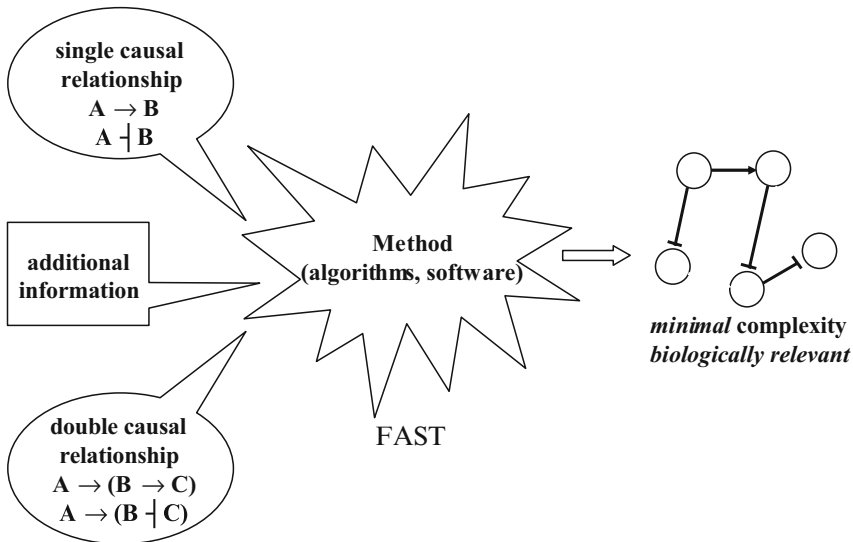 single causal
relationship
A → B
A ⊣ B
additional
information
double causal
relationship
A → (B → C)
A → (B ⊣ C)
Method
(algorithms, software)
FAST
minimal complexity
biologically relevant